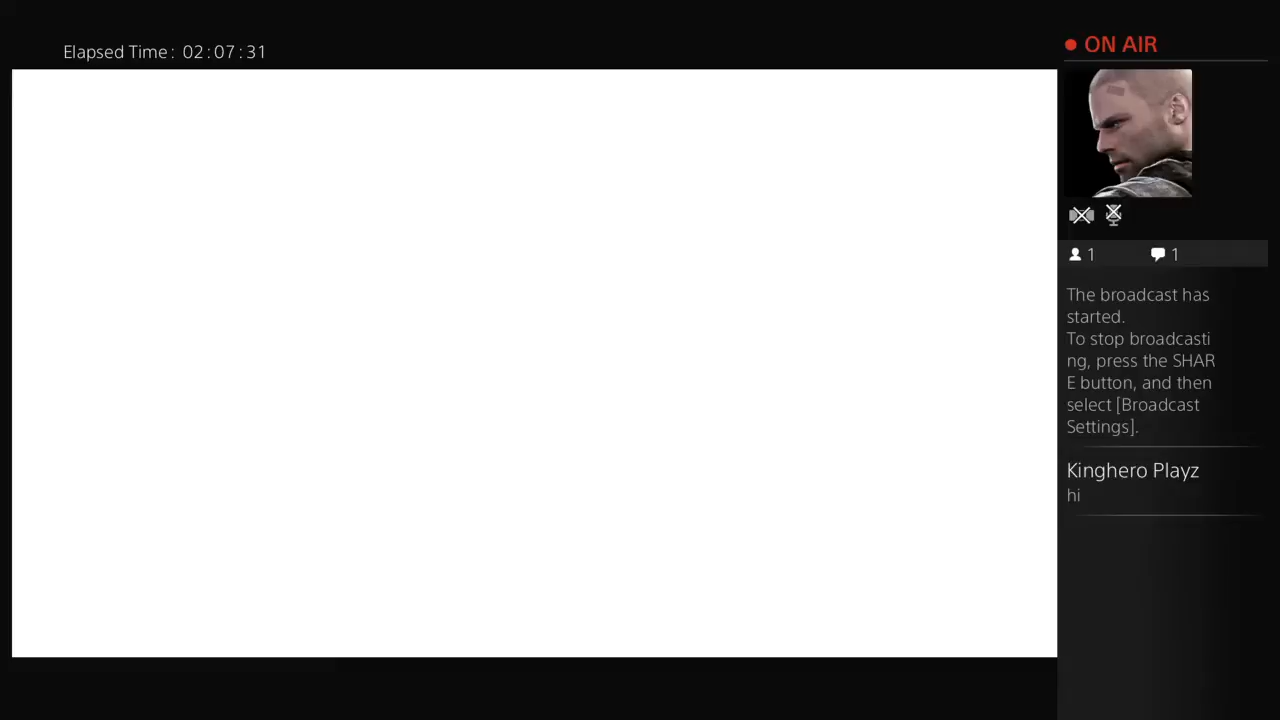 Elapsed Time: 02:07:31
ON AIR
1 1
The broadcast has
started.
To stop broadcasti
ng, press the SHAR
E button, and then
select [Broadcast
Settings].
Kinghero Playz
hi